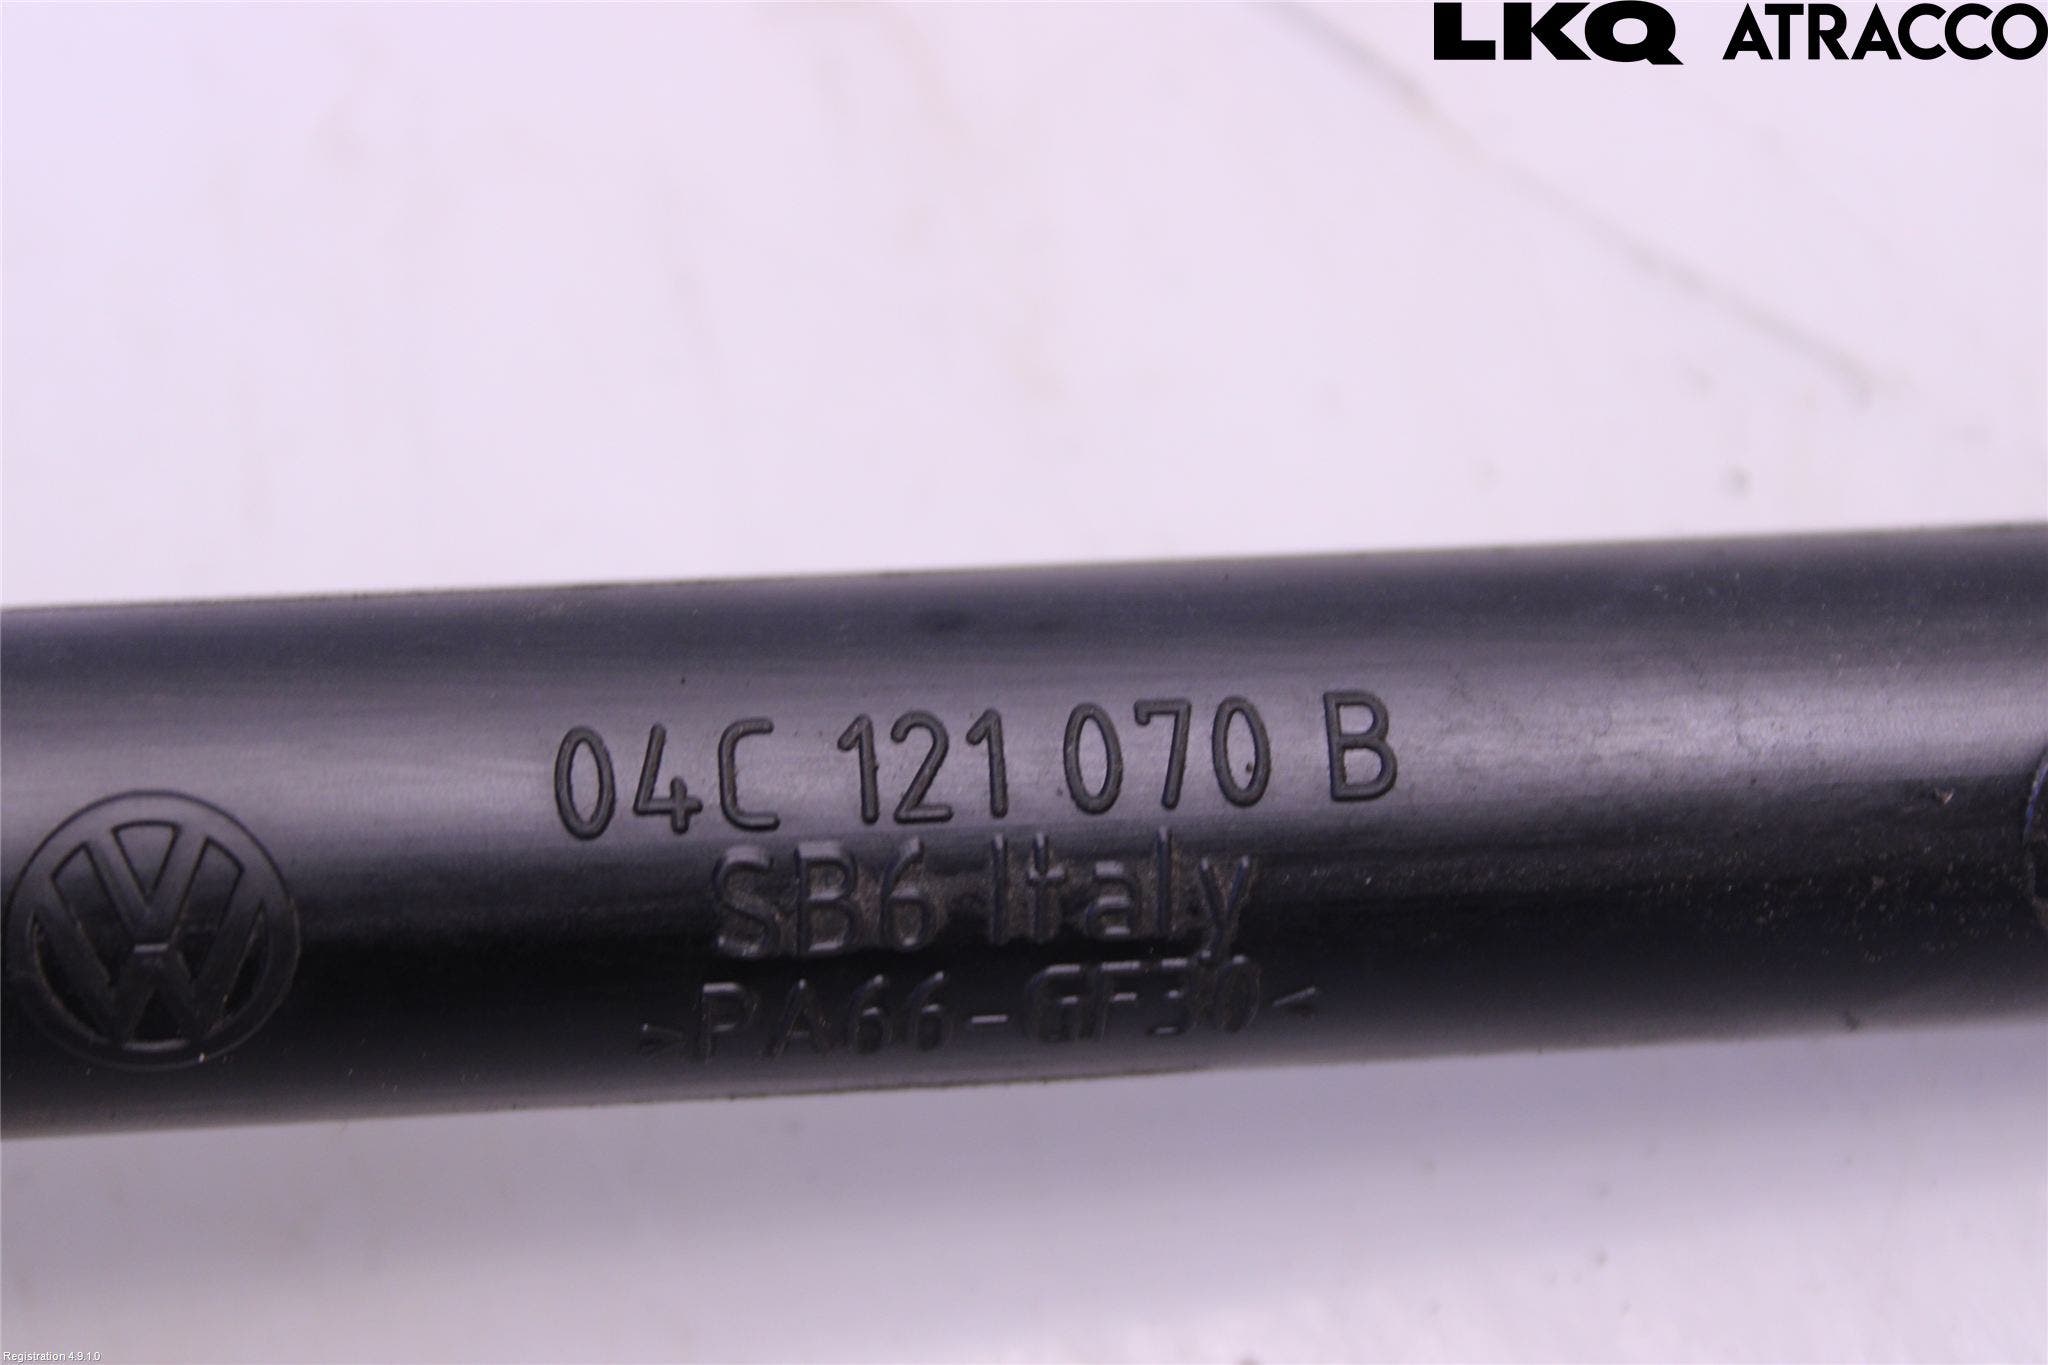 LKQ ATRACCO
04C 121 070 B
SB6 Italy
>PA66-GF30<
Registration 4.9.1.0